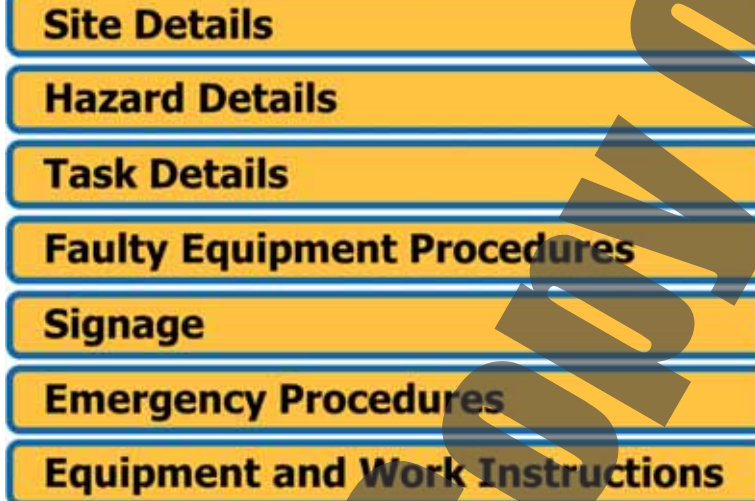 Site Details
Hazard Details
Task Details
Faulty Equipment Procedures
Signage
Emergency Procedures
Equipment and Work Instructions